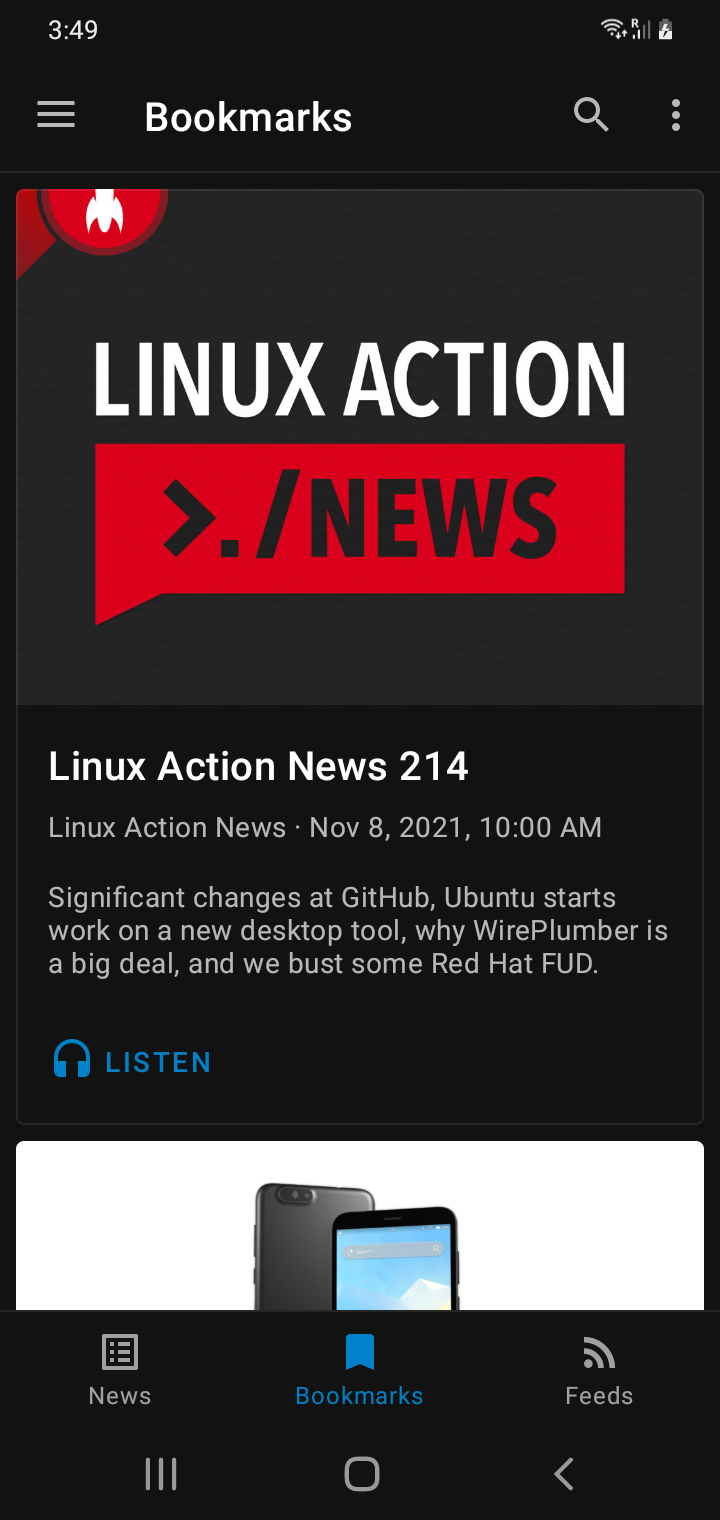 3:49
R
Bookmarks
LINUX ACTION
>./NEWS
Linux Action News 214
Linux Action News · Nov 8, 2021, 10:00 AM
Significant changes at GitHub, Ubuntu starts
work on a new desktop tool, why WirePlumber is
a big deal, and we bust some Red Hat FUD.
LISTEN
Search...
News
Bookmarks
Feeds